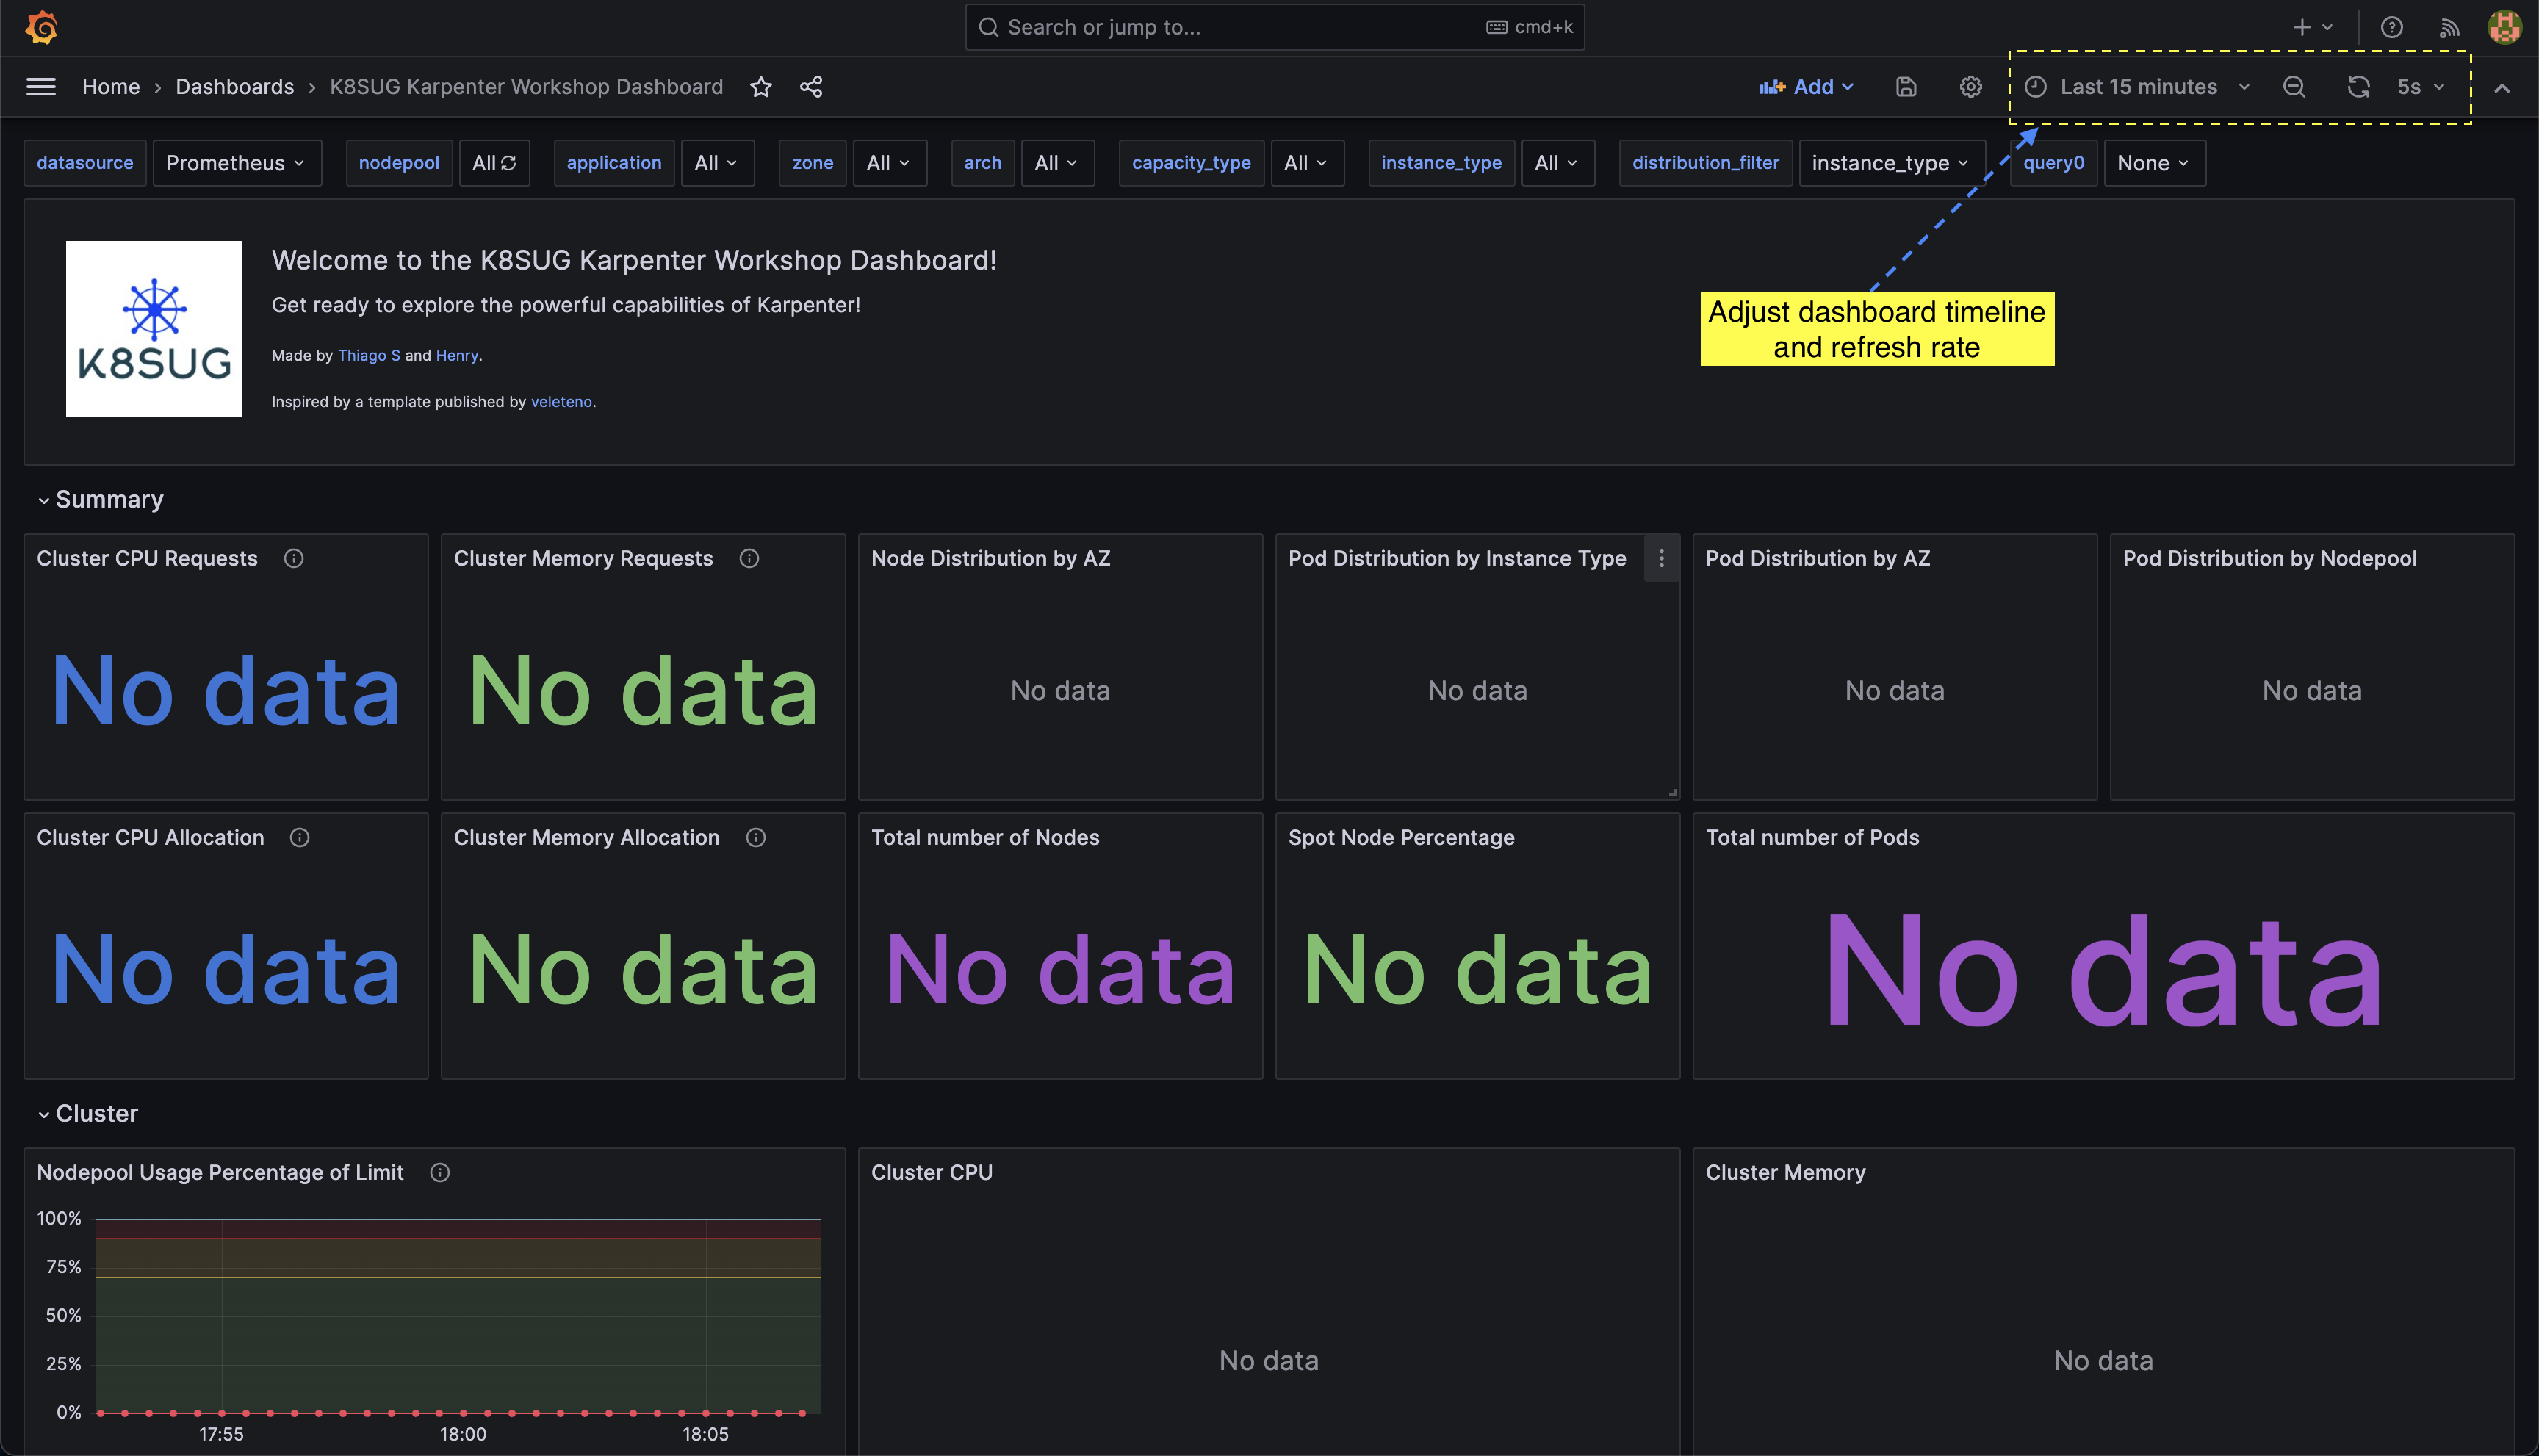 Search or jump to...
cmd+k
Home › Dashboards › K8SUG Karpenter Workshop Dashboard
Add
Last 15 minutes
5s
datasource Prometheus nodepool All application All zone All arch All capacity_type All instance_type All distribution_filter instance_type query0 None
K8SUG
Welcome to the K8SUG Karpenter Workshop Dashboard!
Get ready to explore the powerful capabilities of Karpenter!
Made by Thiago S and Henry.
Inspired by a template published by veleteno.
Adjust dashboard timeline
and refresh rate
Summary
Cluster CPU Requests
No data
Cluster Memory Requests
No data
Node Distribution by AZ
No data
Pod Distribution by Instance Type
No data
Pod Distribution by AZ
No data
Pod Distribution by Nodepool
No data
Cluster CPU Allocation
No data
Cluster Memory Allocation
No data
Total number of Nodes
No data
Spot Node Percentage
No data
Total number of Pods
No data
Cluster
Nodepool Usage Percentage of Limit
100%
75%
50%
25%
0%
17:55 18:00 18:05
Cluster CPU
No data
Cluster Memory
No data